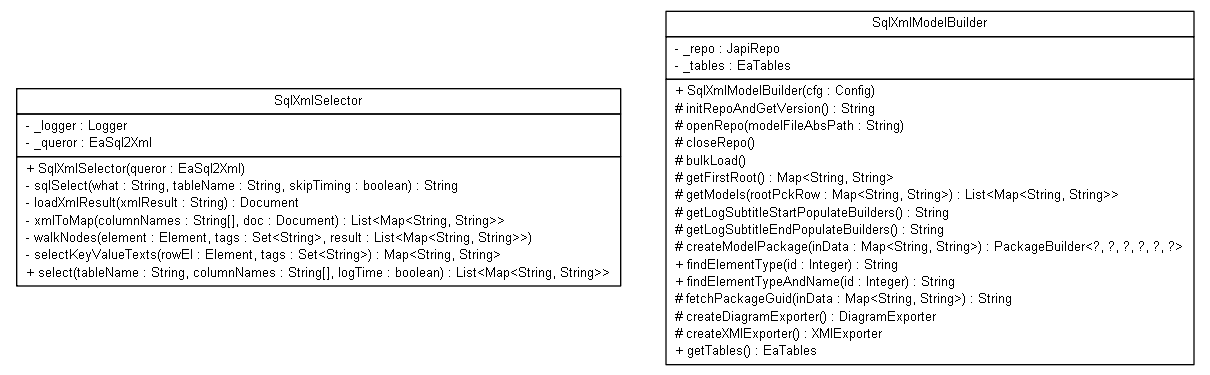 SqlXmlSelector
- _logger : Logger
- _queror : EaSql2Xml
+ SqlXmlSelector(queror : EaSql2Xml)
- sqlSelect(what : String, tableName : String, skipTiming : boolean) : String
- loadXmlResult(xmlResult : String) : Document
- xmlToMap(columnNames : String[], doc : Document) : List<Map<String, String>>
- walkNodes(element : Element, tags : Set<String>, result : List<Map<String, String>>)
- selectKeyValueTexts(rowEl : Element, tags : Set<String>) : Map<String, String>
+ select(tableName : String, columnNames : String[], logTime : boolean) : List<Map<String, String>>
SqlXmlModelBuilder
- _repo : JapiRepo
- _tables : EaTables
+ SqlXmlModelBuilder(cfg : Config)
# initRepoAndGetVersion() : String
# openRepo(modelFileAbsPath : String)
# closeRepo()
# bulkLoad()
# getFirstRoot() : Map<String, String>
# getModels(rootPckRow : Map<String, String>) : List<Map<String, String>>
# getLogSubtitleStartPopulateBuilders() : String
# getLogSubtitleEndPopulateBuilders() : String
# createModelPackage(inData : Map<String, String>) : PackageBuilder<?, ?, ?, ?, ?, ?>
+ findElementType(id : Integer) : String
+ findElementTypeAndName(id : Integer) : String
# fetchPackageGuid(inData : Map<String, String>) : String
# createDiagramExporter() : DiagramExporter
# createXMIExporter() : XMIExporter
+ getTables() : EaTables